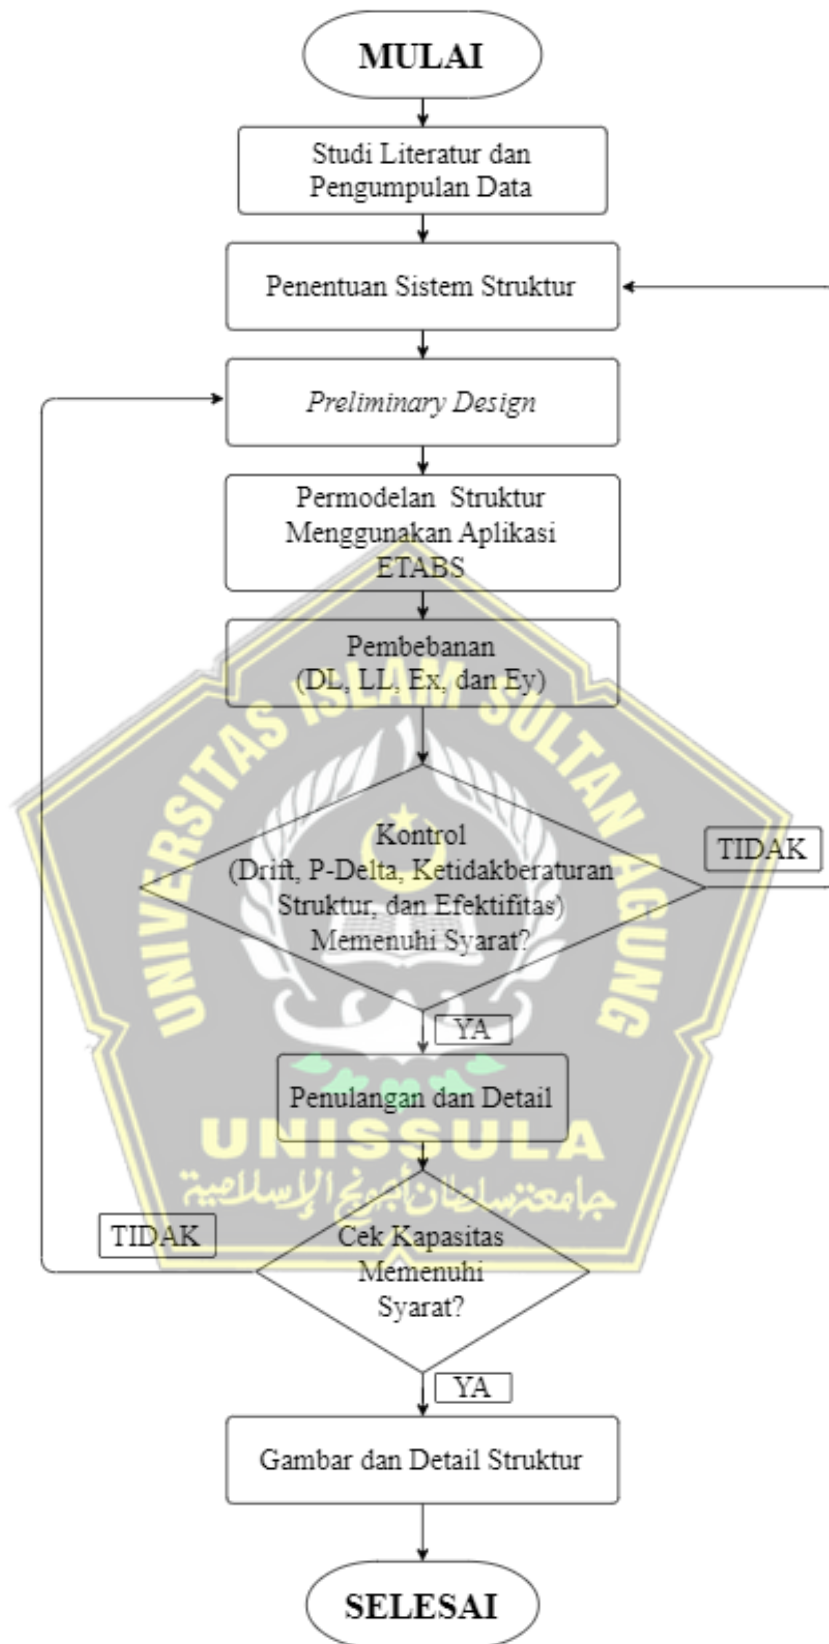 MULAI
Studi Literatur dan
Pengumpulan Data
Penentuan Sistem Struktur
Preliminary Design
Permodelan Struktur
Menggunakan Aplikasi
ETABS
Pembebanan
(DL, LL, Ex, dan Ey)
UNIVERSITAS ISLAM SULTAN AGUNG
Kontrol
(Drift, P-Delta, Ketidakberaturan
Struktur, dan Efektifitas)
Memenuhi Syarat?
TIDAK
YA
Penulangan dan Detail
UNISSULA
جامعة سلطان أجونج الإسلامية
TIDAK
Cek Kapasitas
Memenuhi
Syarat?
YA
Gambar dan Detail Struktur
SELESAI